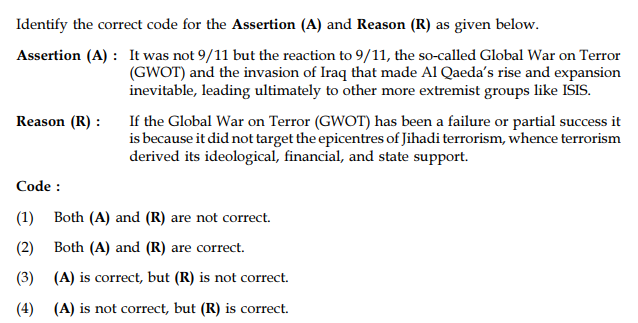 Identify the correct code for the Assertion (A) and Reason (R) as given below.
Assertion (A) : It was not 9/11 but the reaction to 9/11, the so-called Global War on Terror
(GWOT) and the invasion of Iraq that made Al Qaeda's rise and expansion
inevitable, leading ultimately to other more extremist groups like ISIS.
Reason (R) : If the Global War on Terror (GWOT) has been a failure or partial success it
is because it did not target the epicentres of Jihadi terrorism, whence terrorism
derived its ideological, financial, and state support.
Code :
(1) Both (A) and (R) are not correct.
(2) Both (A) and (R) are correct.
(3) (A) is correct, but (R) is not correct.
(4) (A) is not correct, but (R) is correct.